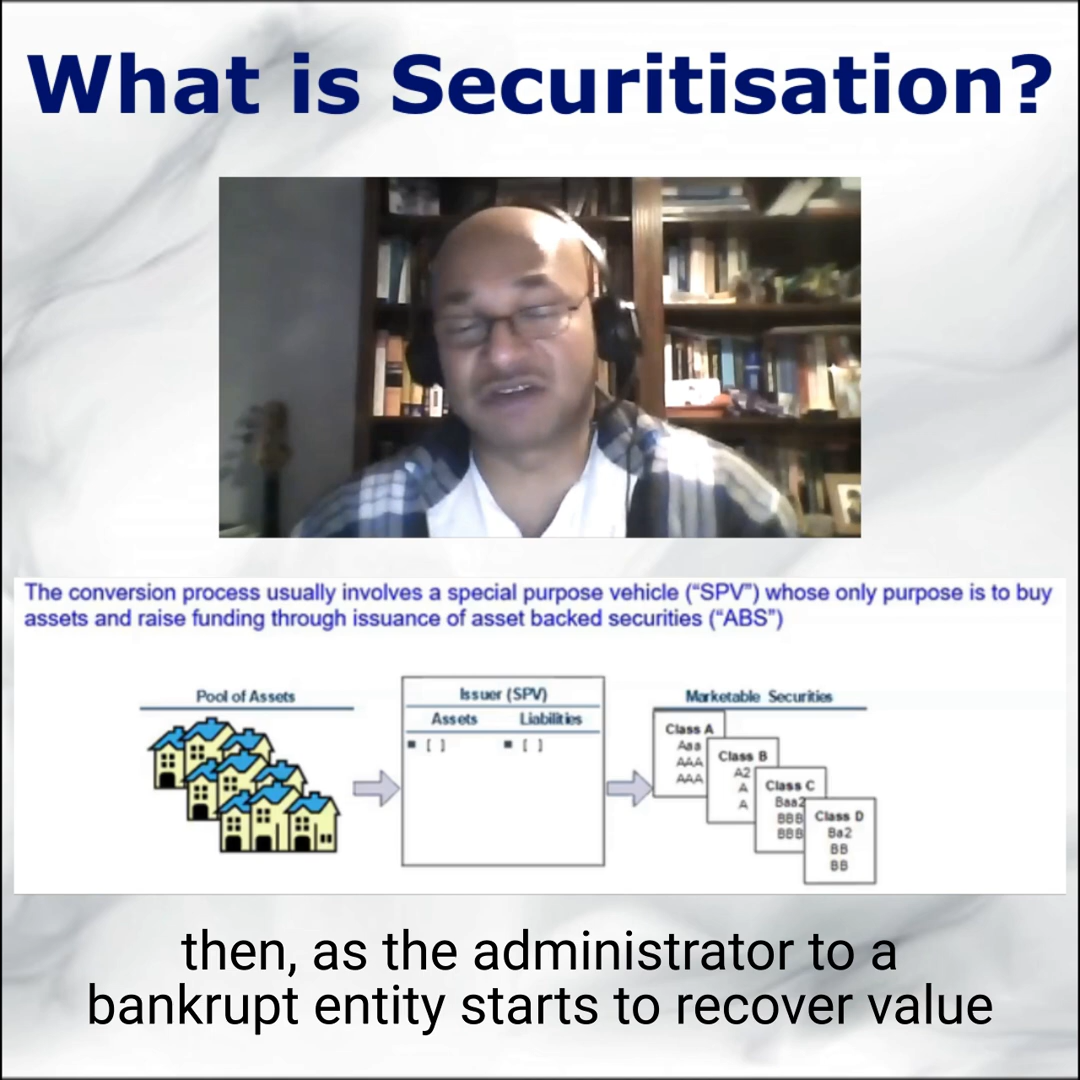 What is Securitisation?
The conversion process usually involves a special purpose vehicle (“SPV”) whose only purpose is to buy
assets and raise funding through issuance of asset backed securities (“ABS”)
Pool of Assets
Issuer (SPV)
Assets Liabilities
▪ [ ] ▪ [ ]
Marketable Securities
Class A
Aaa
AAA
AAA
Class B
A2
A
A
Class C
Baa2
BBB
BBB
Class D
Ba2
BB
BB
then, as the administrator to a
bankrupt entity starts to recover value